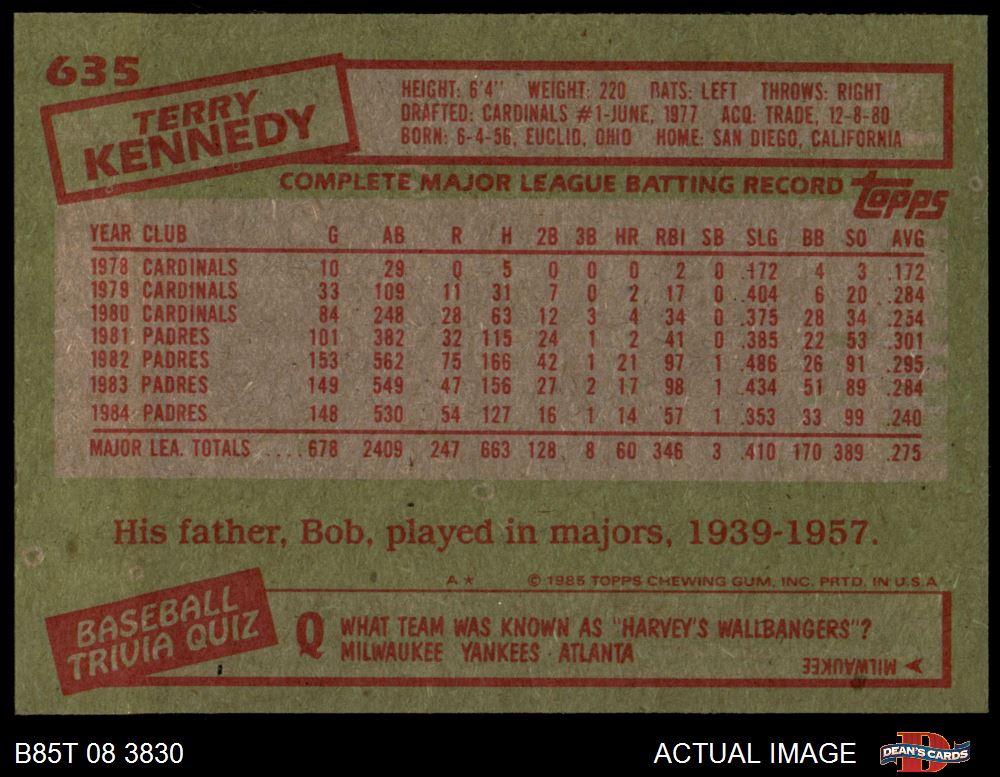 635
TERRY
KENNEDY
HEIGHT: 6'4" WEIGHT: 220 BATS: LEFT THROWS: RIGHT
DRAFTED: CARDINALS #1-JUNE, 1977 ACQ: TRADE, 12-8-80
BORN: 6-4-56, EUCLID, OHIO HOME: SAN DIEGO, CALIFORNIA
COMPLETE MAJOR LEAGUE BATTING RECORD topps
YEAR CLUB G AB R H 2B 3B HR RBI SB SLG BB SO AVG
1978 CARDINALS 10 29 0 5 0 0 0 2 0 .172 4 3 .172
1979 CARDINALS 33 109 11 31 7 0 2 17 0 .404 6 20 .284
1980 CARDINALS 84 248 28 63 12 3 4 34 0 .375 28 34 .254
1981 PADRES 101 382 32 115 24 1 2 41 0 .385 22 53 .301
1982 PADRES 153 562 75 166 42 1 21 97 1 .486 26 91 .295
1983 PADRES 149 549 47 156 27 2 17 98 1 .434 51 89 .284
1984 PADRES 148 530 54 127 16 1 14 57 1 .353 33 99 .240
MAJOR LEA. TOTALS ....678 2409 247 663 128 8 60 346 3 .410 170 389 .275
His father, Bob, played in majors, 1939-1957.
A★ © 1985 TOPPS CHEWING GUM, INC. PRTD. IN U.S.A.
BASEBALL
TRIVIA QUIZ
Q WHAT TEAM WAS KNOWN AS "HARVEY'S WALLBANGERS"?
MILWAUKEE YANKEES ATLANTA
MILWAUKEE
B85T 08 3830
ACTUAL IMAGE
DEAN'S CARDS